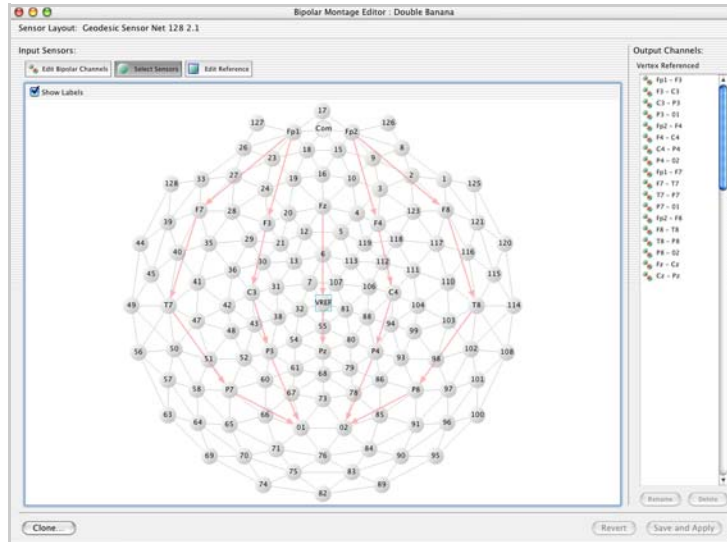 Bipolar Montage Editor : Double Banana
Sensor Layout: Geodesic Sensor Net 128 2.1
Input Sensors:
Output Channels:
Edit Bipolar Channels
Select Sensors
Edit Reference
Vertex Referenced
Show Labels
Fp1 - F3
F3 - C3
C3 - P3
P3 - O1
Fp2 - F4
F4 - C4
C4 - P4
P4 - O2
Fp1 - F7
F7 - T7
T7 - P7
P7 - O1
Fp2 - F8
F8 - T8
T8 - P8
P8 - O2
Fz - Cz
Cz - Pz
17
127 Fp1 Com Fp2 126
26 23 18 15 9 8
33 27 19 16 10 2 1
128 24 3 125
F7 28 20 Fz 4 123 F8
39 F3 F4 121
44 40 35 29 21 12 5 119 118 117 116 120
45 36 30 13 6 113 112 111 115
41 31 7 107 106 110
49 T7 42 C3 32 VREF 81 C4 104 T8 114
47 48 43 38 55 88 94 99 103
56 50 51 52 P3 54 Pz 80 P4 93 98 102 108
57 58 P7 60 61 68 79 86 P8 97 101
63 64 65 66 67 73 78 85 91 96 100
69 70 71 O1 76 O2 84 90 95
74 75 82 83 89
Rename
Delete
Clone...
Revert
Save and Apply